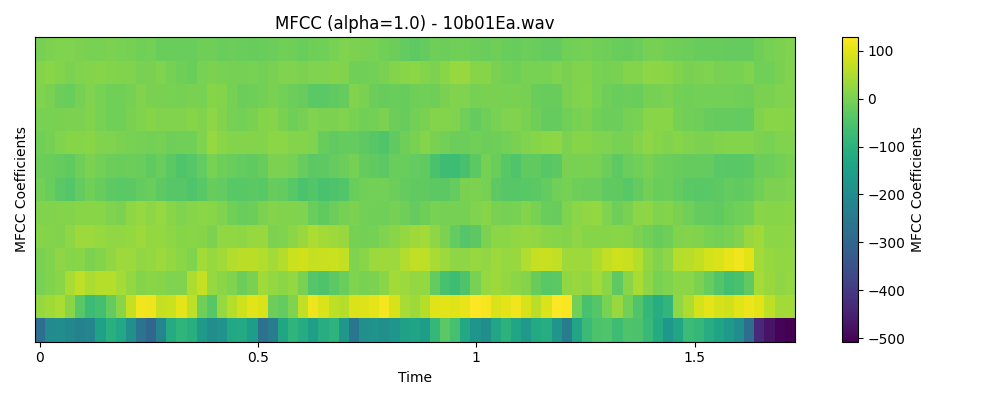 MFCC (alpha=1.0) - 10b01Ea.wav
MFCC Coefficients
0
0.5
1
1.5
Time
100
0
−100
−200
−300
−400
−500
MFCC Coefficients